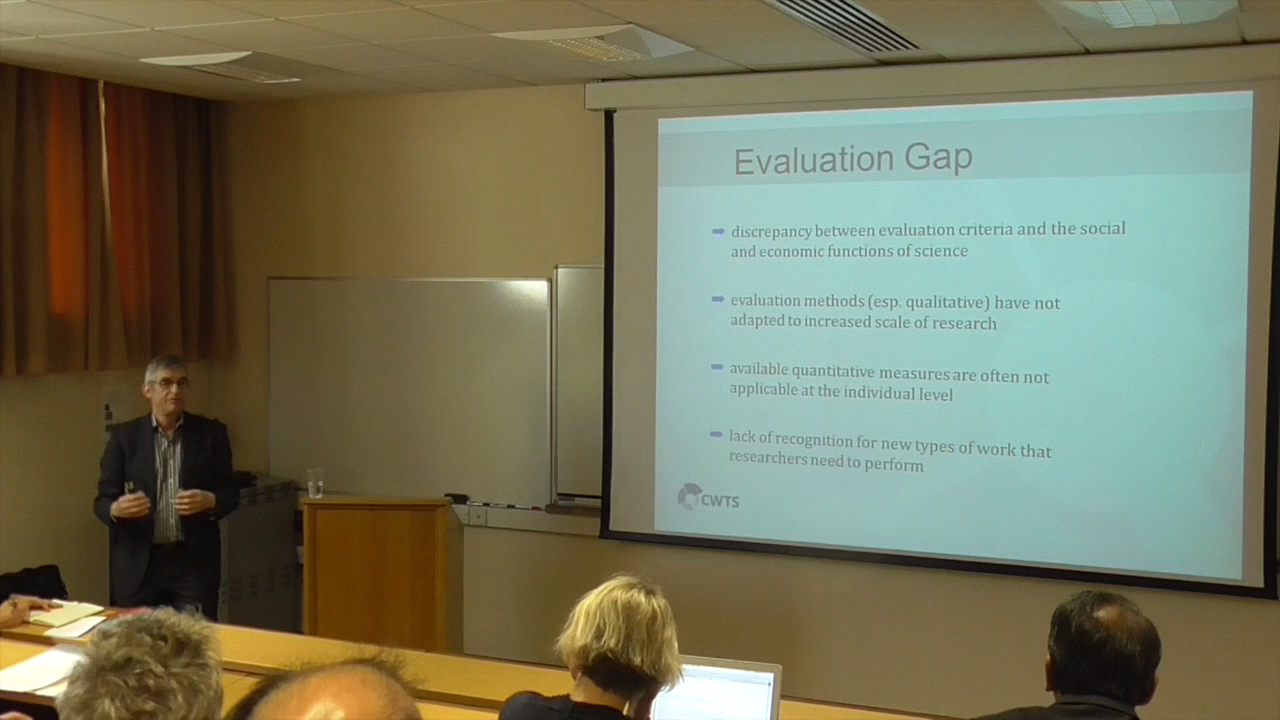 Evaluation Gap
discrepancy between evaluation criteria and the social
and economic functions of science
evaluation methods (esp. qualitative) have not
adapted to increased scale of research
available quantitative measures are often not
applicable at the individual level
lack of recognition for new types of work that
researchers need to perform
CWTS